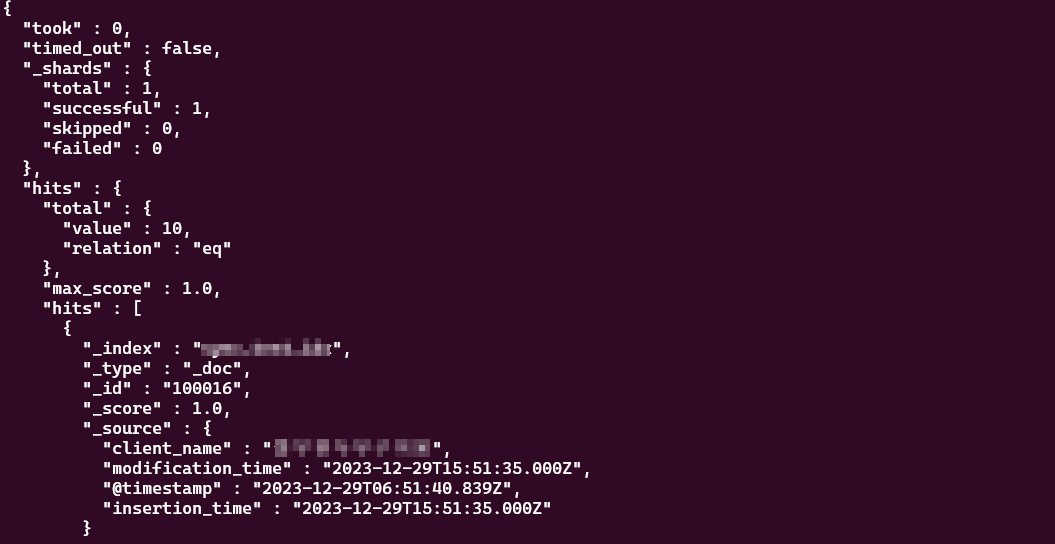 {
"took" : 0,
"timed_out" : false,
"_shards" : {
"total" : 1,
"successful" : 1,
"skipped" : 0,
"failed" : 0
},
"hits" : {
"total" : {
"value" : 10,
"relation" : "eq"
},
"max_score" : 1.0,
"hits" : [
{
"_index" : "",
"_type" : "_doc",
"_id" : "100016",
"_score" : 1.0,
"_source" : {
"client_name" : "",
"modification_time" : "2023-12-29T15:51:35.000Z",
"@timestamp" : "2023-12-29T06:51:40.839Z",
"insertion_time" : "2023-12-29T15:51:35.000Z"
}